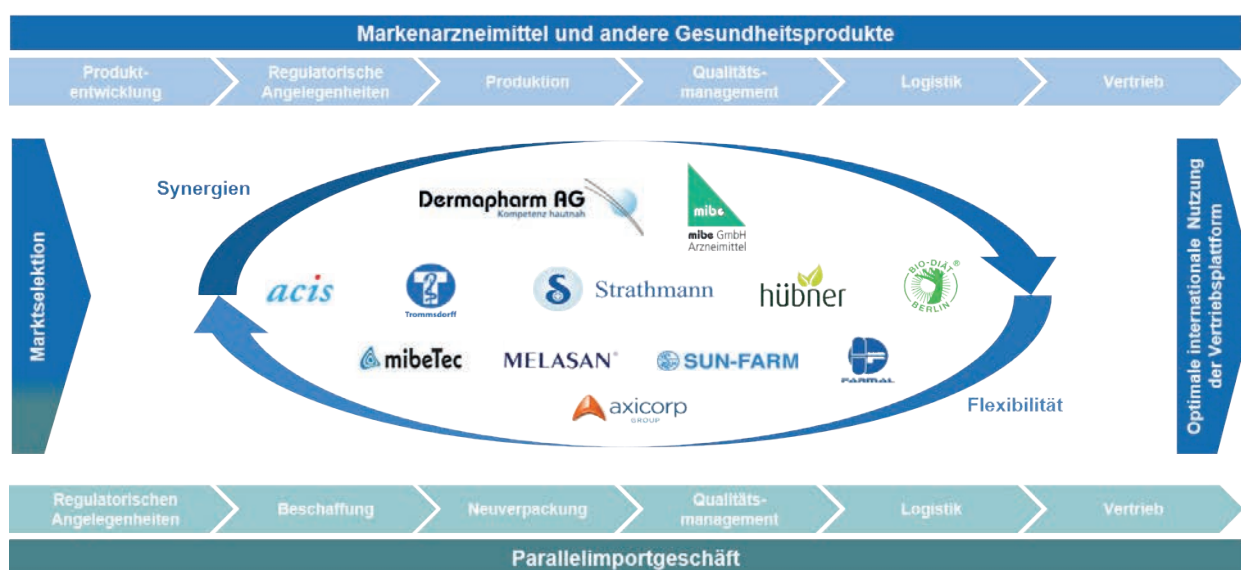 Markenarzneimittel und andere Gesundheitsprodukte
Produkt-
entwicklung
Regulatorische
Angelegenheiten
Produktion
Qualitäts-
management
Logistik
Vertrieb
Marktselektion
Synergien
Dermapharm AG
Kompetenz hautnah
mibe
mibe GmbH
Arzneimittel
acis
Trommsdorff
Strathmann
hübner
BIO-DIÄT®
BERLIN
mibeTec
MELASAN®
SUN-FARM
FARMAL
axicorp
GROUP
Flexibilität
Optimale internationale Nutzung
der Vertriebsplattform
Regulatorischen
Angelegenheiten
Beschaffung
Neuverpackung
Qualitäts-
management
Logistik
Vertrieb
Parallelimportgeschäft